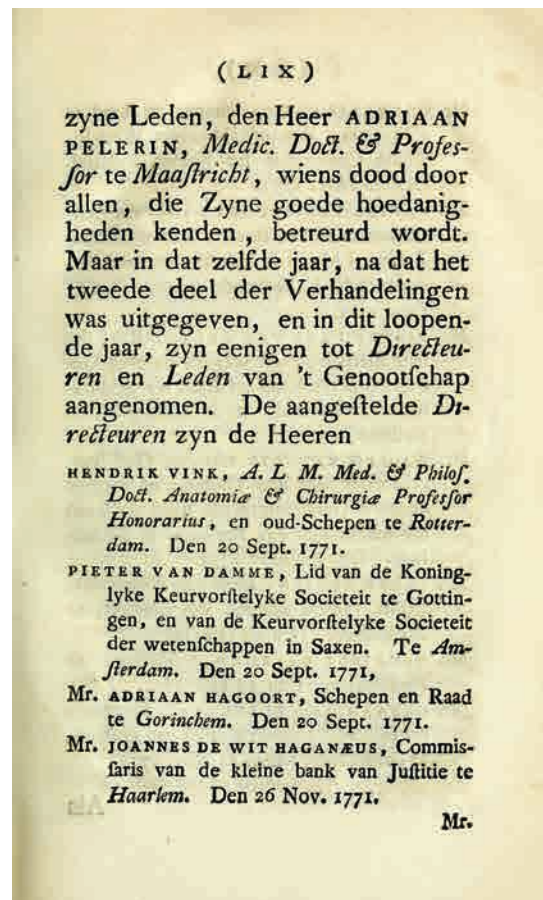 ( LIX )
zyne Leden, den Heer ADRIAAN
PELERIN, Medic. Doct. & Profes-
ſor te Maaſtricht, wiens dood door
allen, die Zyne goede hoedanig-
heden kenden, betreurd wordt.
Maar in dat zelfde jaar, na dat het
tweede deel der Verhandelingen
was uitgegeven, en in dit loopen-
de jaar, zyn eenigen tot Directeu-
ren en Leden van 't Genootſchap
aangenomen. De aangeſtelde Di-
recteuren zyn de Heeren
HENDRIK VINK, A. L M. Med. & Philoſ.
Doct. Anatomiæ & Chirurgiæ Profeſſor
Honorarius, en oud-Schepen te Rotter-
dam. Den 20 Sept. 1771.
PIETER VAN DAMME, Lid van de Koning-
lyke Keurvorſtelyke Societeit te Gottin-
gen, en van de Keurvorſtelyke Societeit
der wetenſchappen in Saxen. Te Am-
ſterdam. Den 20 Sept. 1771,
Mr. ADRIAAN HAGOORT, Schepen en Raad
te Gorinchem. Den 20 Sept. 1771.
Mr. JOANNES DE WIT HAGANÆUS, Commis-
ſaris van de kleine bank van Juſtitie te
Haarlem. Den 26 Nov. 1771.
Mr.